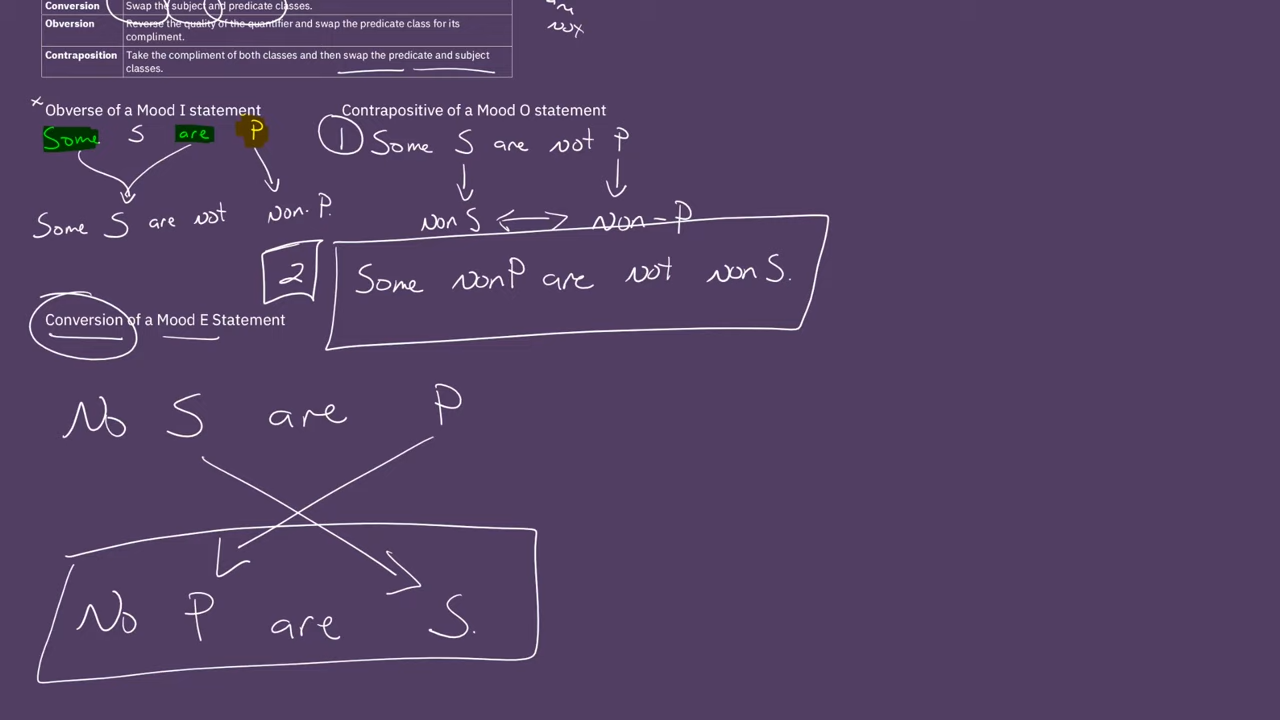 Conversion Swap the subject and predicate classes.
Obversion Reverse the quality of the quantifier and swap the predicate class for its
compliment.
Contraposition Take the compliment of both classes and then swap the predicate and subject
classes.
Obverse of a Mood I statement
Some S are P
Some S are not Non-P.
Contrapositive of a Mood O statement
1 Some S are not P
Non S Non-P
2 Some NonP are not Non S.
Conversion of a Mood E Statement
No S are P
No P are S.